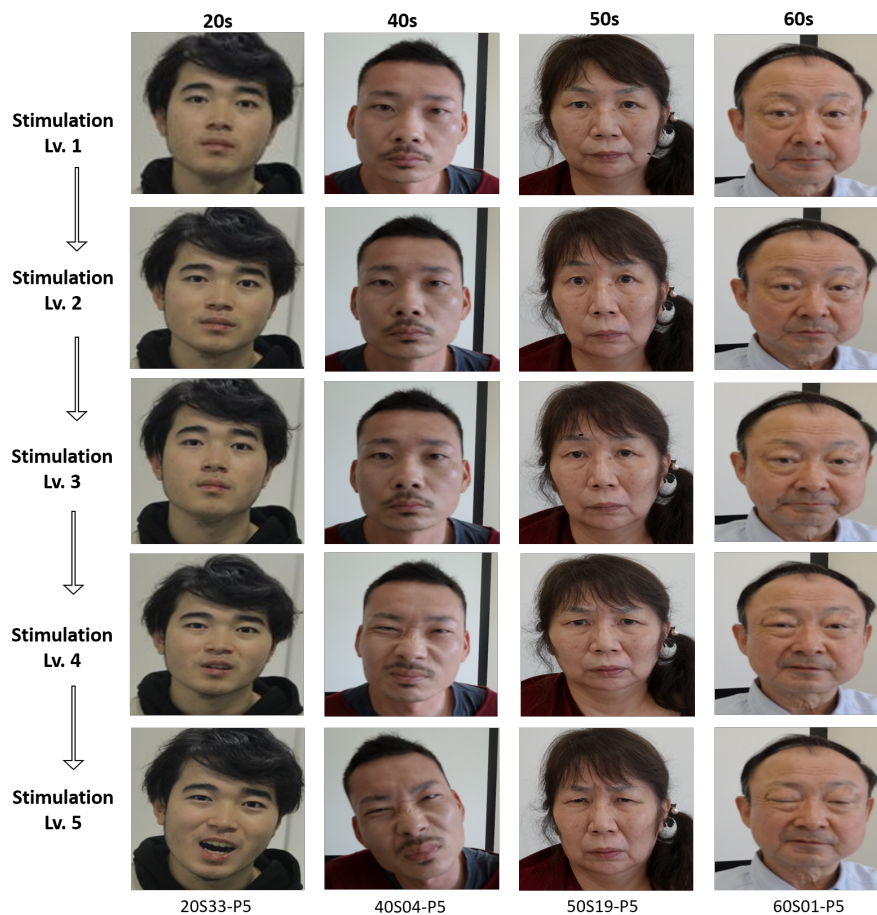 20s 40s 50s 60s
Stimulation
Lv. 1
Stimulation
Lv. 2
Stimulation
Lv. 3
Stimulation
Lv. 4
Stimulation
Lv. 5
20S33-P5 40S04-P5 50S19-P5 60S01-P5